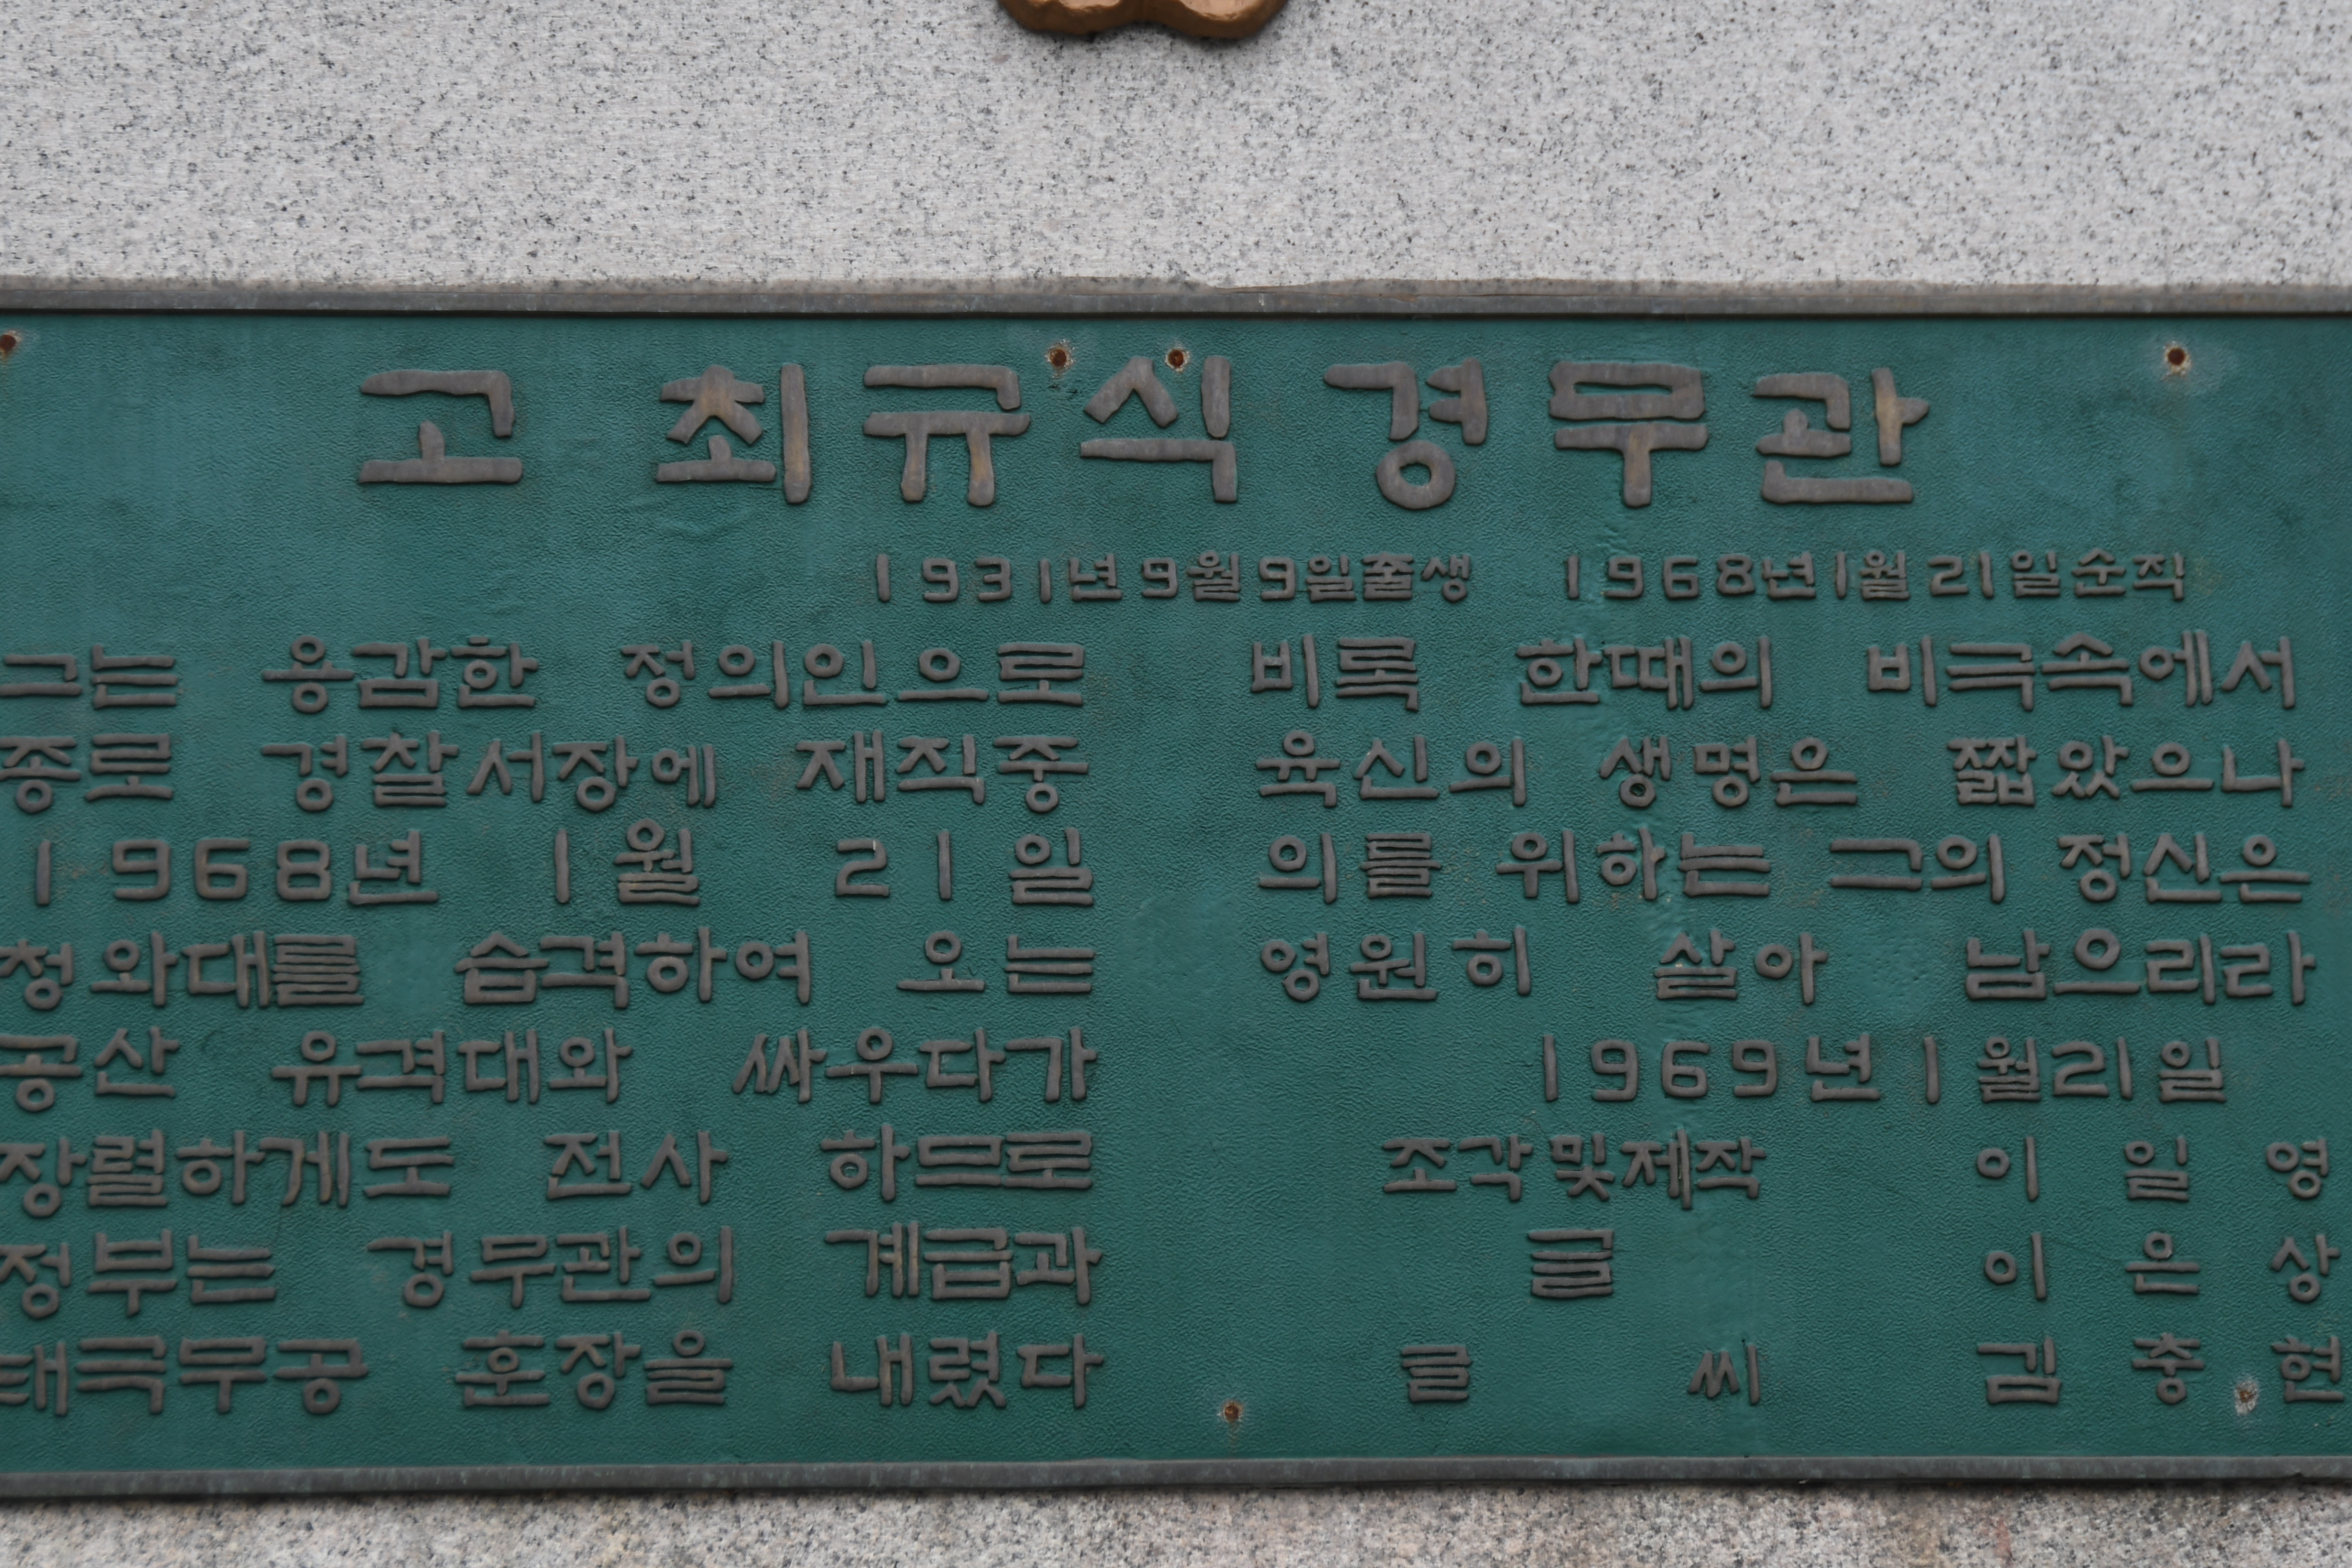 고 최규식 경무관
1931년9월9일출생 1968년1월21일순직
그는 용감한 정의인으로
종로 경찰서장에 재직중
1968년 1월 21일
청와대를 습격하여 오는
공산 유격대와 싸우다가
장렬하게도 전사 하므로
정부는 경무관의 계급과
태극무공 훈장을 내렸다
비록 한때의 비극속에서
육신의 생명은 짧았으나
의를 위하는 그의 정신은
영원히 살아 남으리라
1969년 1월21일
조각및제작 이일영
글 이은상
글씨 김충현